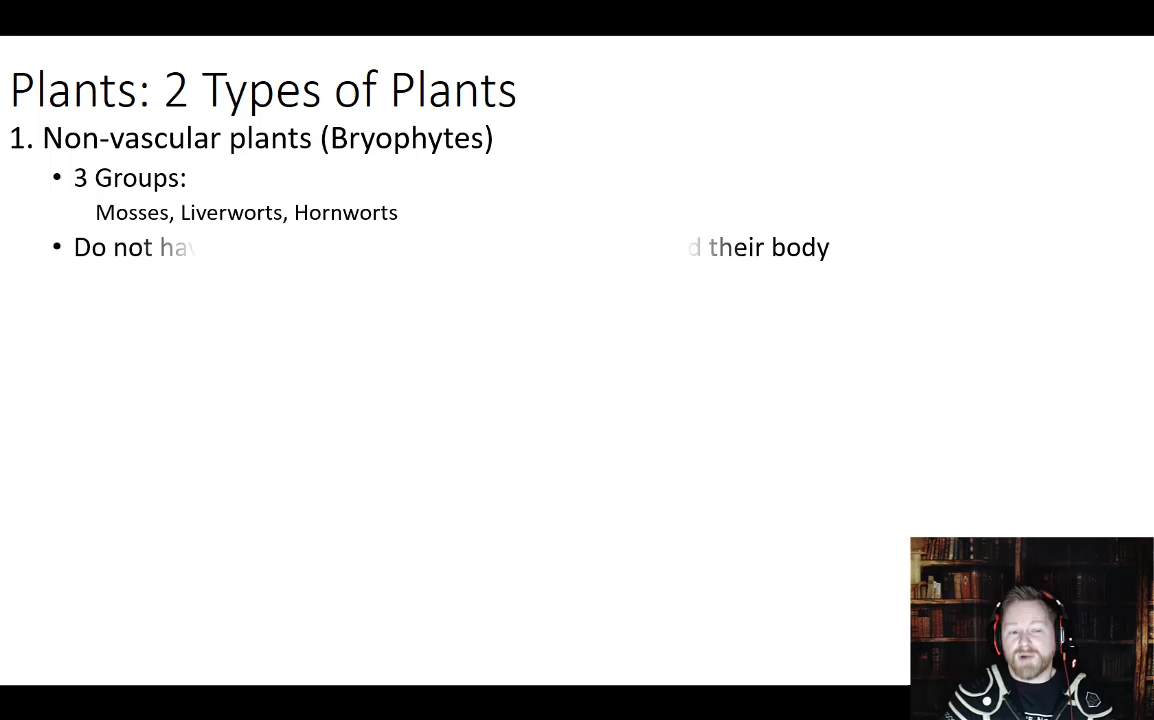 Plants: 2 Types of Plants
1. Non-vascular plants (Bryophytes)
• 3 Groups:
Mosses, Liverworts, Hornworts
• Do not their body